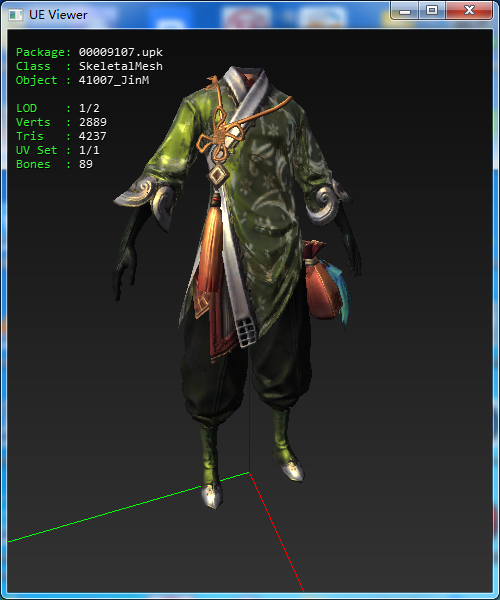 UE Viewer
Package: 00009107.upk
Class : SkeletalMesh
Object : 41007_JinM
LOD : 1/2
Verts : 2889
Tris : 4237
UV Set : 1/1
Bones : 89